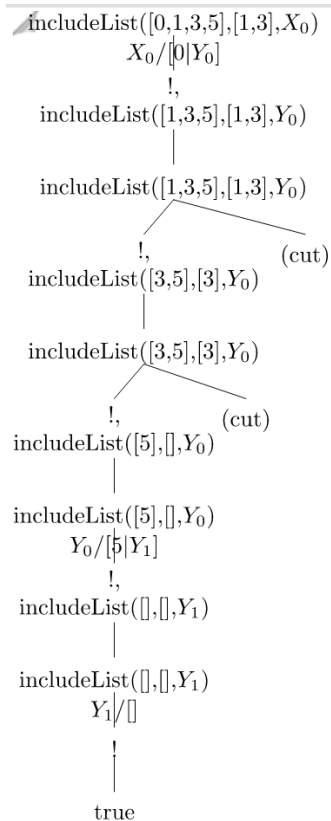 includeList([0,1,3,5],[1,3],X₀)
X₀/[0|Y₀]
!,
includeList([1,3,5],[1,3],Y₀)
includeList([1,3,5],[1,3],Y₀)
!,
(cut)
includeList([3,5],[3],Y₀)
includeList([3,5],[3],Y₀)
!,
(cut)
includeList([5],[],Y₀)
includeList([5],[],Y₀)
Y₀/[5|Y₁]
!,
includeList([],[],Y₁)
includeList([],[],Y₁)
Y₁/[]
!
true